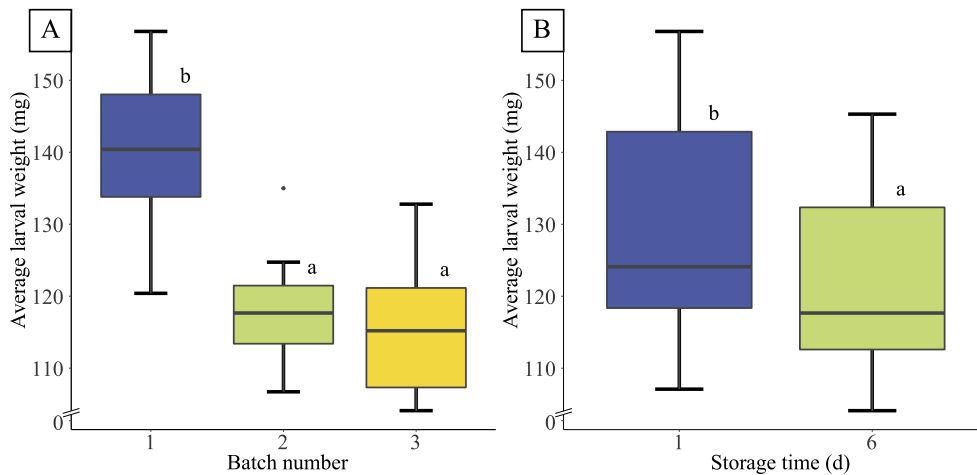 A
Average larval weight (mg)
150
140
130
120
110
0
b
a
a
1
2
3
Batch number
B
Average larval weight (mg)
150
140
130
120
110
0
b
a
1
6
Storage time (d)